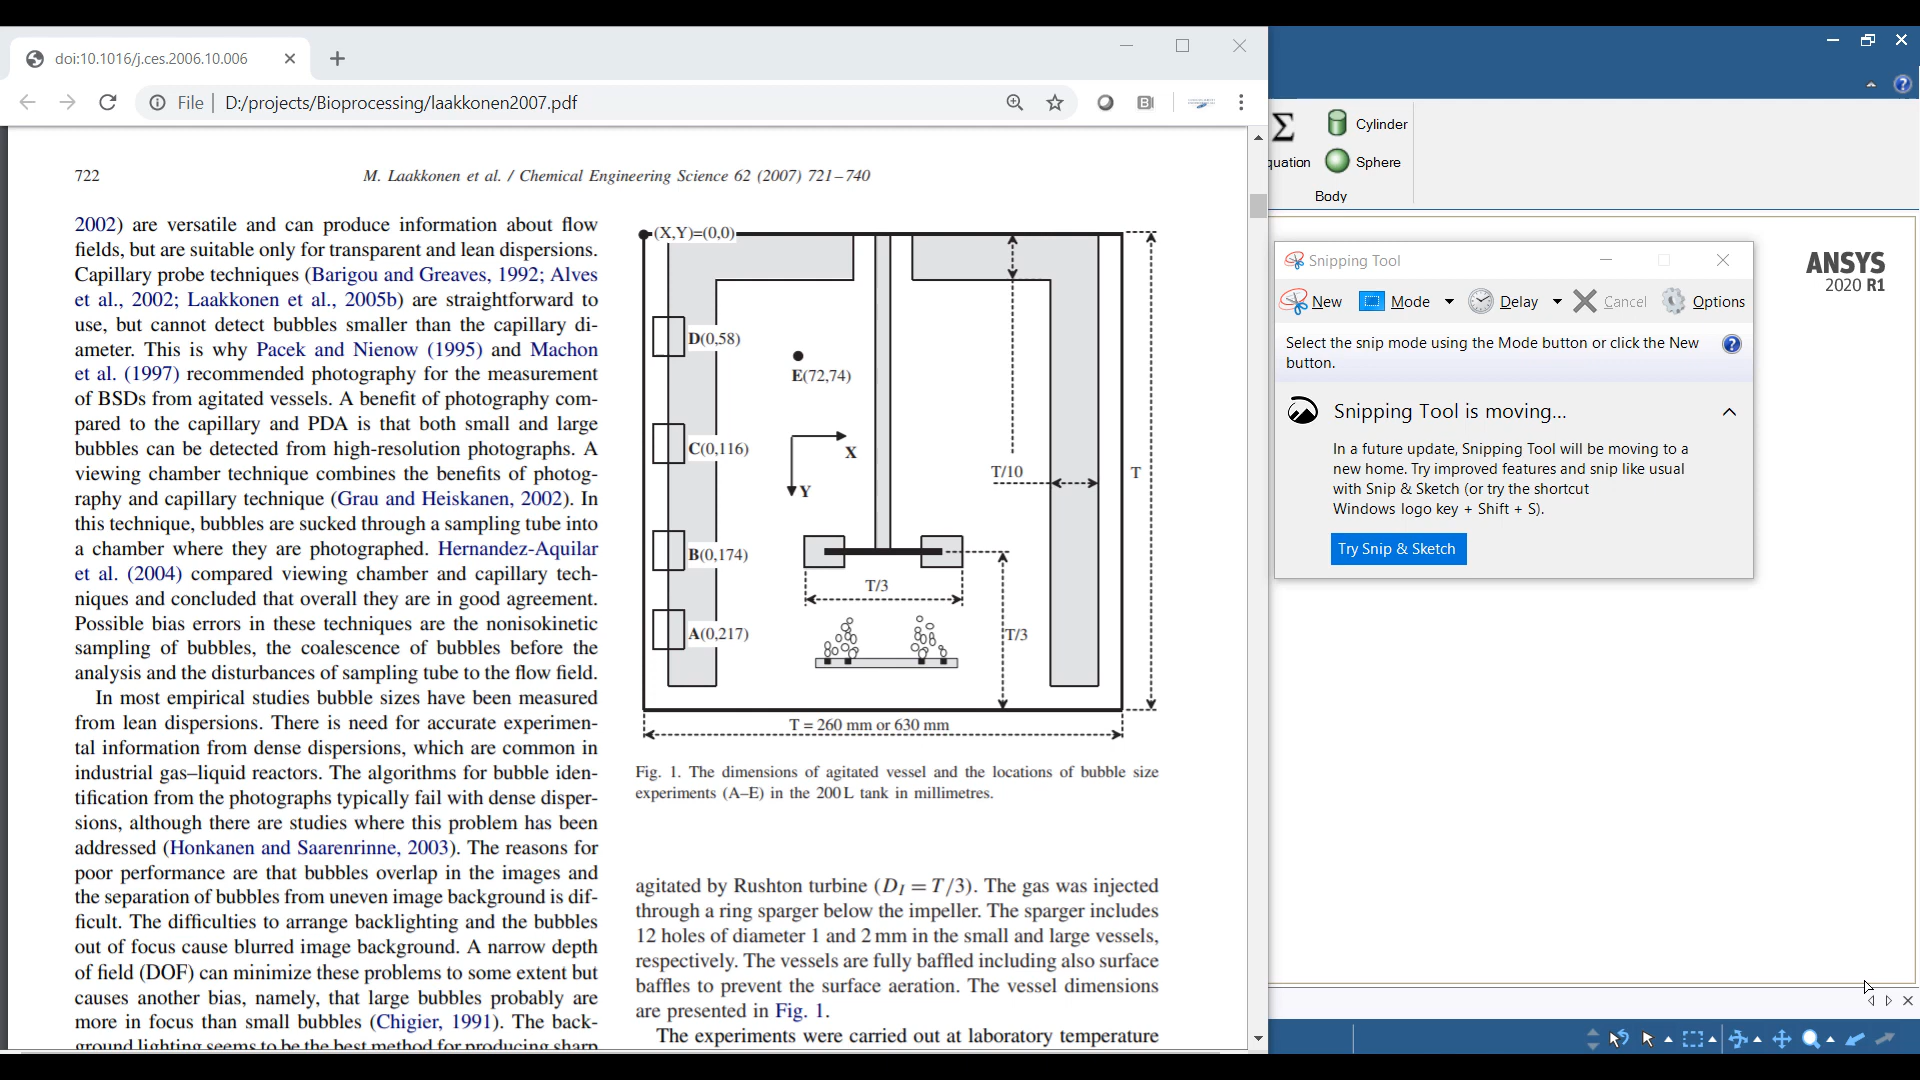 doi:10.1016/j.ces.2006.10.006
File
D:/projects/Bioprocessing/laakkonen2007.pdf
722
M. Laakkonen et al. / Chemical Engineering Science 62 (2007) 721–740
2002) are versatile and can produce information about flow
fields, but are suitable only for transparent and lean dispersions.
Capillary probe techniques (Barigou and Greaves, 1992; Alves
et al., 2002; Laakkonen et al., 2005b) are straightforward to
use, but cannot detect bubbles smaller than the capillary di-
ameter. This is why Pacek and Nienow (1995) and Machon
et al. (1997) recommended photography for the measurement
of BSDs from agitated vessels. A benefit of photography com-
pared to the capillary and PDA is that both small and large
bubbles can be detected from high-resolution photographs. A
viewing chamber technique combines the benefits of photog-
raphy and capillary technique (Grau and Heiskanen, 2002). In
this technique, bubbles are sucked through a sampling tube into
a chamber where they are photographed. Hernandez-Aquilar
et al. (2004) compared viewing chamber and capillary tech-
niques and concluded that overall they are in good agreement.
Possible bias errors in these techniques are the nonisokinetic
sampling of bubbles, the coalescence of bubbles before the
analysis and the disturbances of sampling tube to the flow field.
In most empirical studies bubble sizes have been measured
from lean dispersions. There is need for accurate experimen-
tal information from dense dispersions, which are common in
industrial gas–liquid reactors. The algorithms for bubble iden-
tification from the photographs typically fail with dense disper-
sions, although there are studies where this problem has been
addressed (Honkanen and Saarenrinne, 2003). The reasons for
poor performance are that bubbles overlap in the images and
the separation of bubbles from uneven image background is dif-
ficult. The difficulties to arrange backlighting and the bubbles
out of focus cause blurred image background. A narrow depth
of field (DOF) can minimize these problems to some extent but
causes another bias, namely, that large bubbles probably are
more in focus than small bubbles (Chigier, 1991). The back-
ground lighting seems to be the best method for producing sharp
(X,Y)=(0,0)
D(0,58)
E(72,74)
C(0,116)
X
Y
T/10
T
B(0,174)
T/3
A(0,217)
T/3
T = 260 mm or 630 mm
Fig. 1. The dimensions of agitated vessel and the locations of bubble size
experiments (A–E) in the 200 L tank in millimetres.
agitated by Rushton turbine (D_I = T/3). The gas was injected
through a ring sparger below the impeller. The sparger includes
12 holes of diameter 1 and 2 mm in the small and large vessels,
respectively. The vessels are fully baffled including also surface
baffles to prevent the surface aeration. The vessel dimensions
are presented in Fig. 1.
The experiments were carried out at laboratory temperature
quation
Cylinder
Sphere
Body
Snipping Tool
New
Mode
Delay
Cancel
Options
Select the snip mode using the Mode button or click the New
button.
Snipping Tool is moving...
In a future update, Snipping Tool will be moving to a
new home. Try improved features and snip like usual
with Snip & Sketch (or try the shortcut
Windows logo key + Shift + S).
Try Snip & Sketch
ANSYS
2020 R1